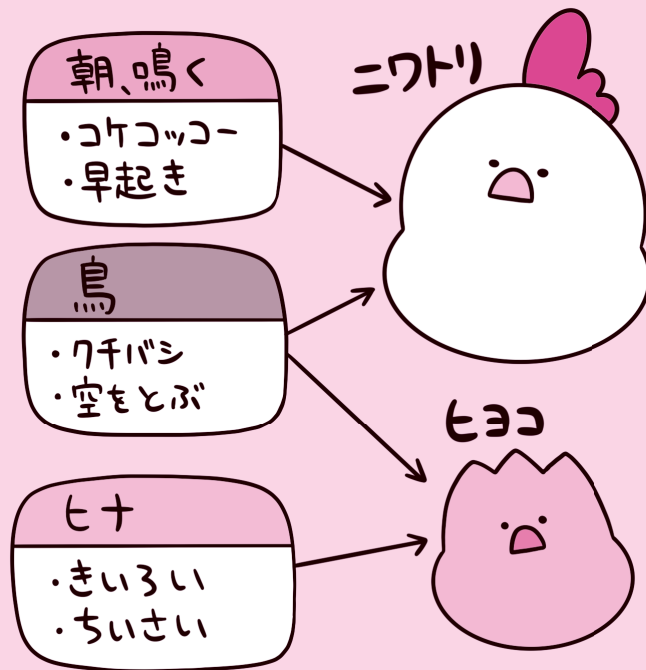 朝、鳴く
・コケコッコー
・早起き
ニワトリ
鳥
・クチバシ
・空をとぶ
ヒヨコ
ヒナ
・きいろい
・ちいさい